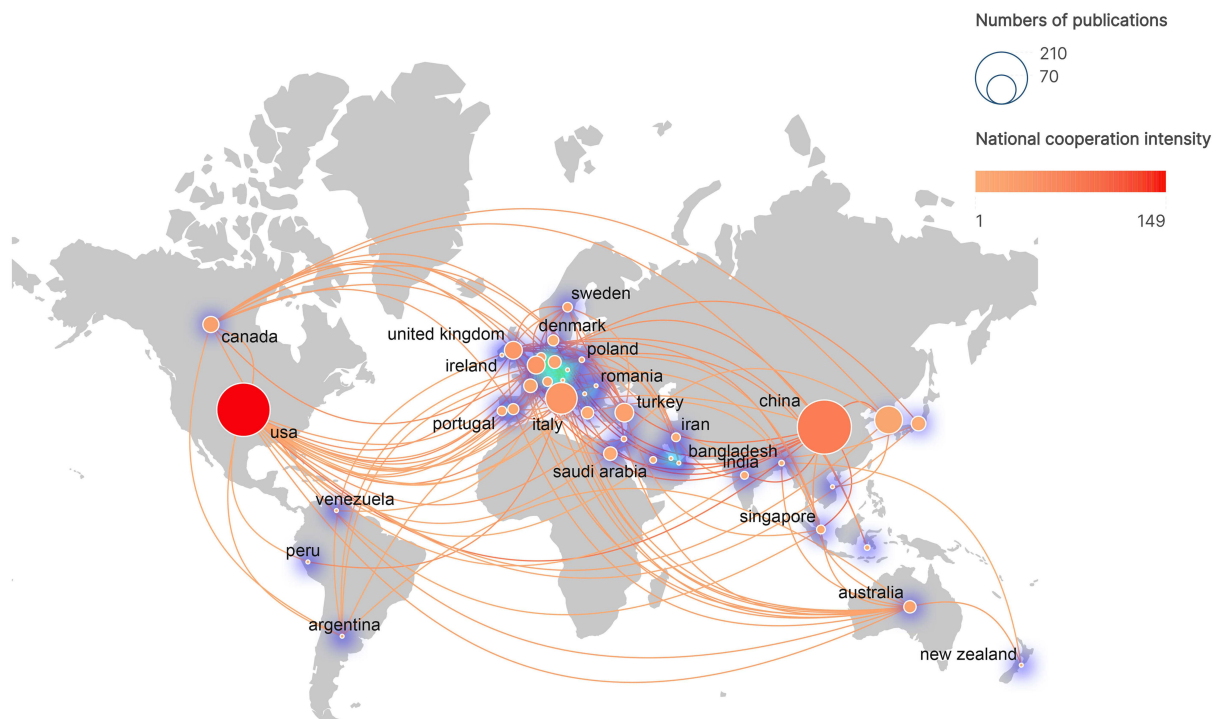 Numbers of publications
210
70
National cooperation intensity
1
149
sweden
denmark
united kingdom
canada
poland
ireland
romania
china
turkey
portugal
italy
usa
iran
bangladesh
india
saudi arabia
venezuela
singapore
peru
australia
argentina
new zealand